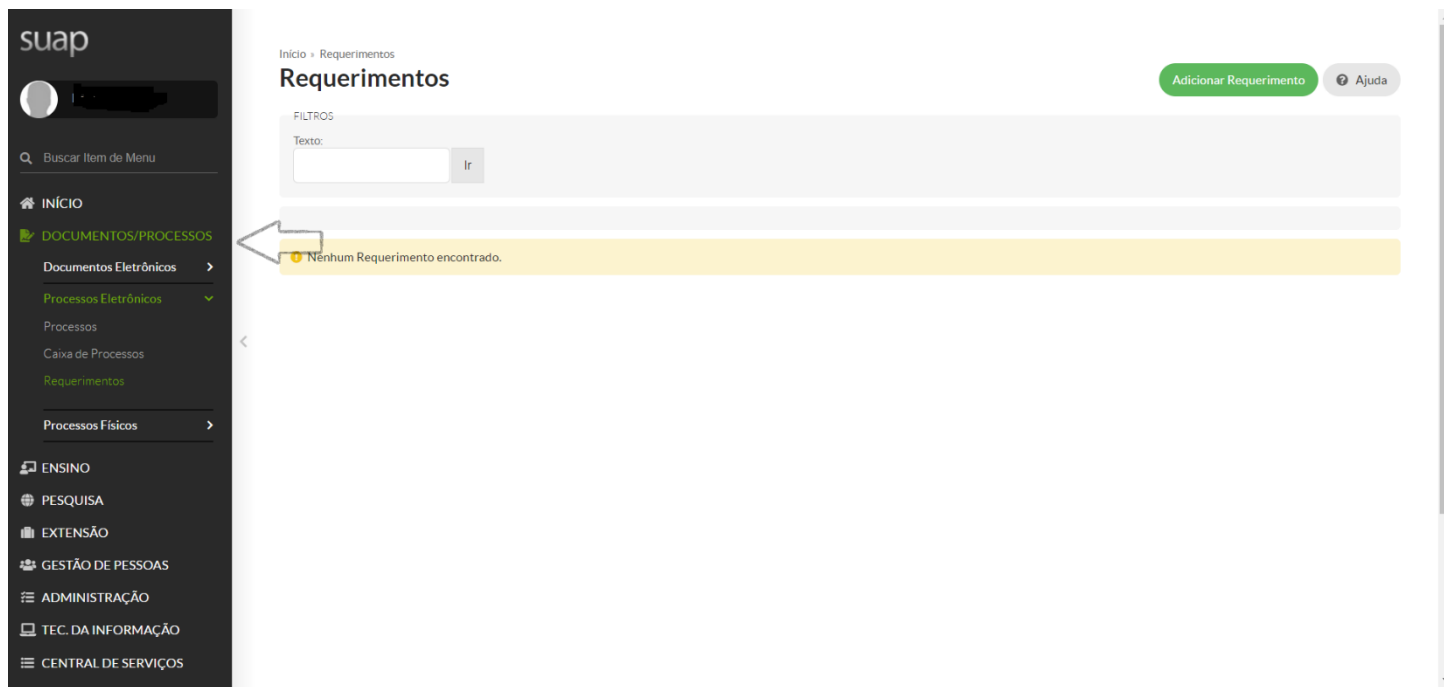 suap
Buscar Item de Menu
INÍCIO
DOCUMENTOS/PROCESSOS
Documentos Eletrônicos
Processos Eletrônicos
Processos
Caixa de Processos
Requerimentos
Processos Físicos
ENSINO
PESQUISA
EXTENSÃO
GESTÃO DE PESSOAS
ADMINISTRAÇÃO
TEC. DA INFORMAÇÃO
CENTRAL DE SERVIÇOS
Início » Requerimentos
Requerimentos
Adicionar Requerimento
Ajuda
FILTROS
Texto:
Ir
Nenhum Requerimento encontrado.